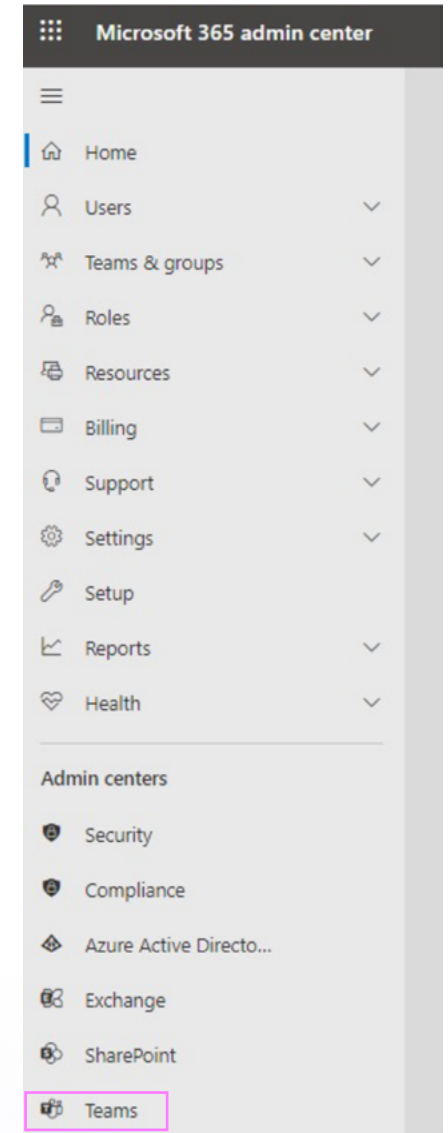 Microsoft 365 admin center
Home
Users
Teams & groups
Roles
Resources
Billing
Support
Settings
Setup
Reports
Health
Admin centers
Security
Compliance
Azure Active Directo...
Exchange
SharePoint
Teams